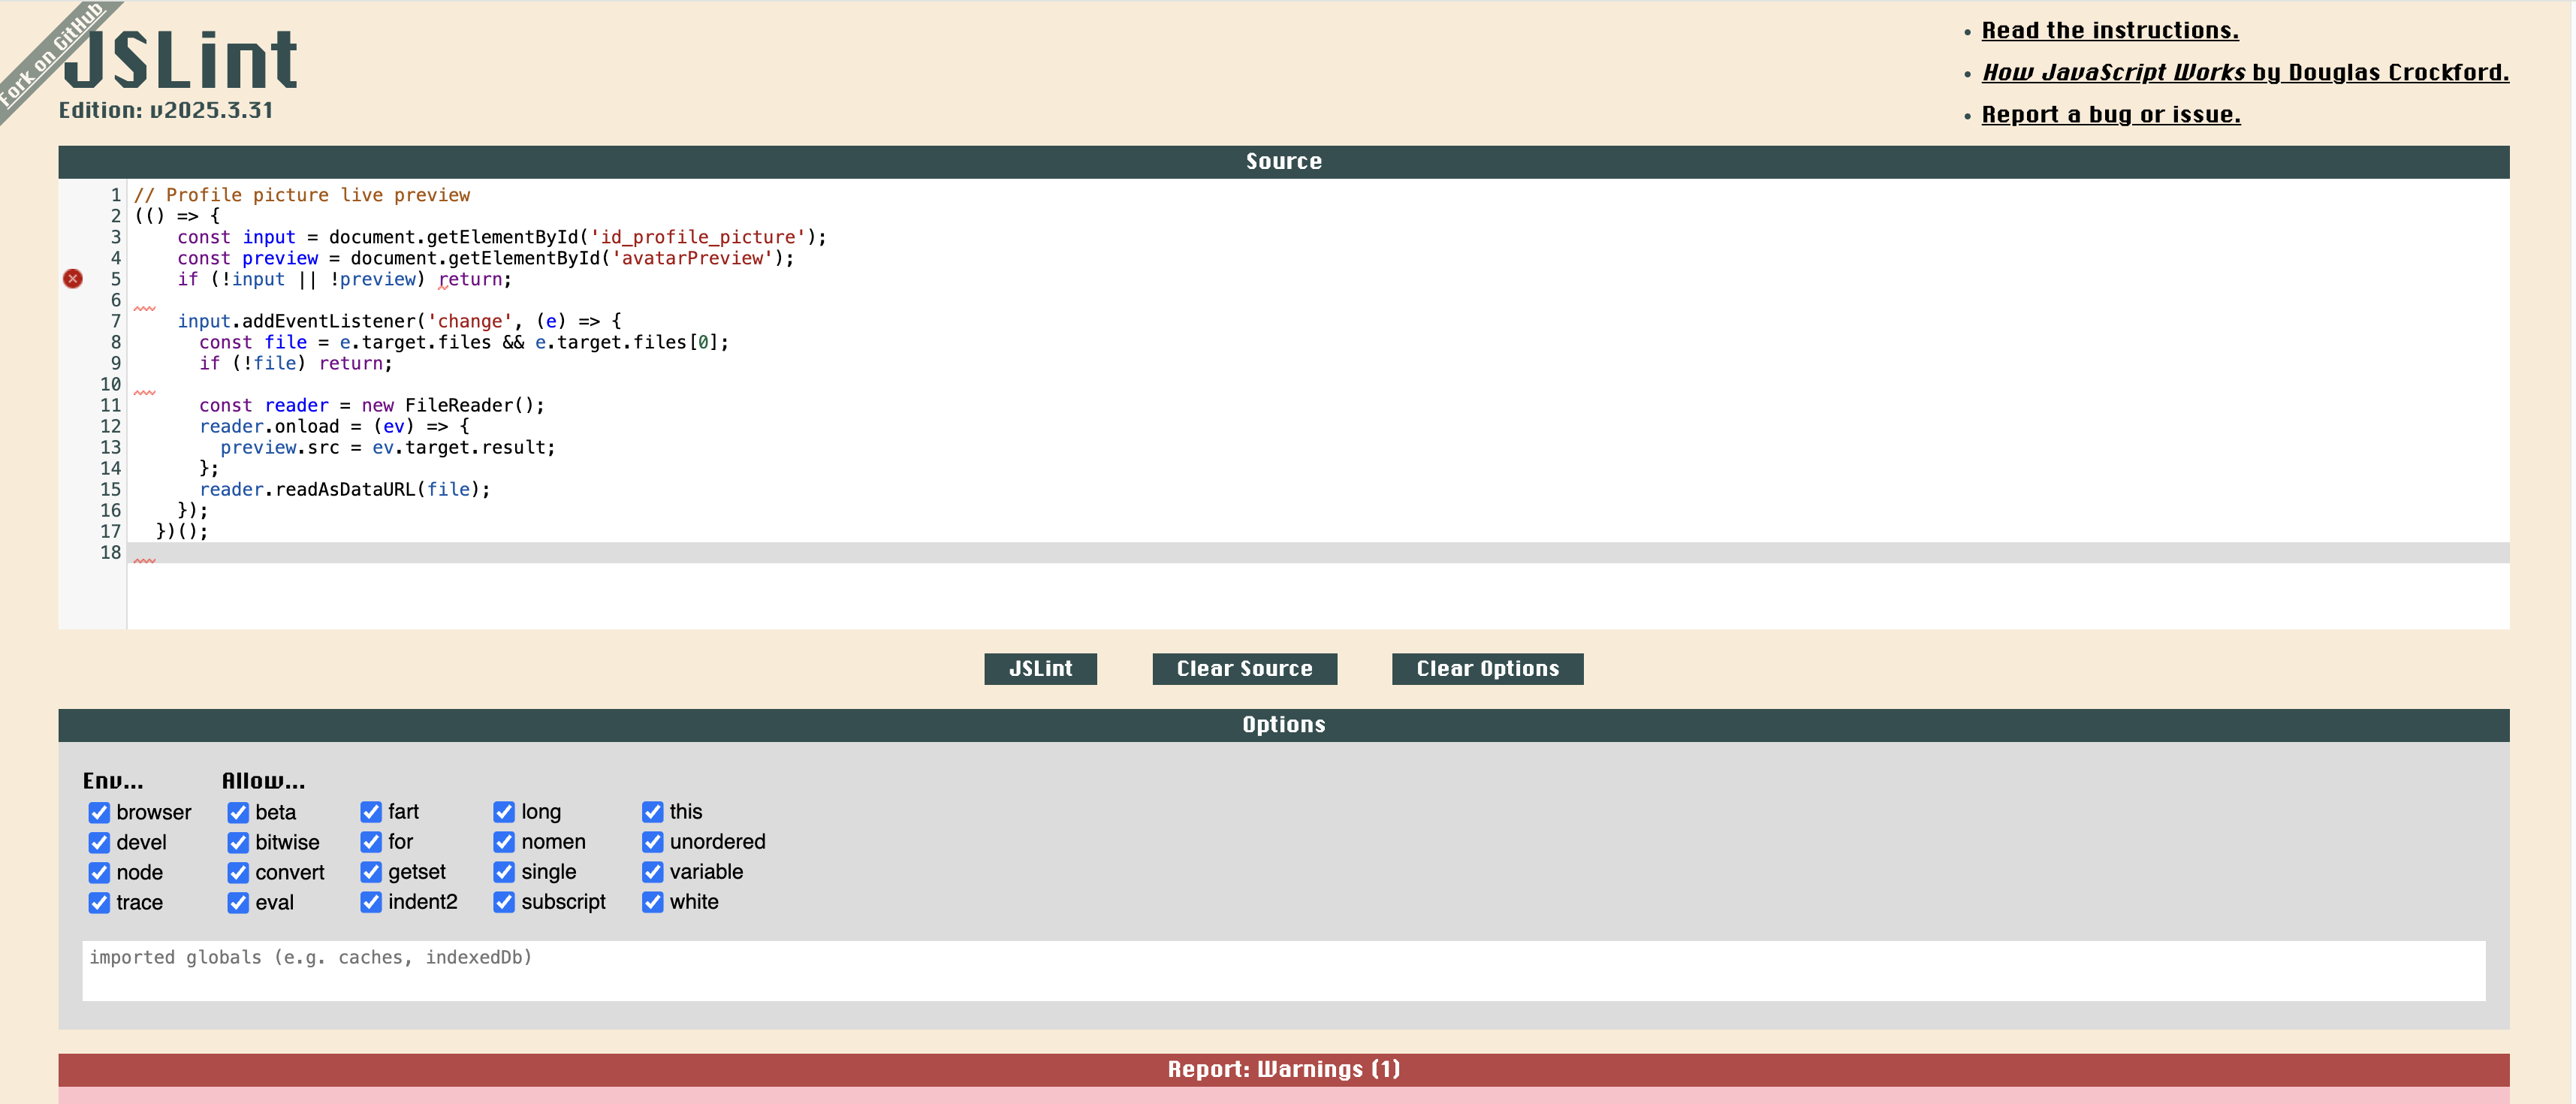 Fork on GitHub
JSLint
Edition: v2025.3.31
Read the instructions.
How JavaScript Works by Douglas Crockford.
Report a bug or issue.
Source
1 // Profile picture live preview
2 (() => {
3     const input = document.getElementById('id_profile_picture');
4     const preview = document.getElementById('avatarPreview');
5     if (!input || !preview) return;
6
7     input.addEventListener('change', (e) => {
8       const file = e.target.files && e.target.files[0];
9       if (!file) return;
10
11       const reader = new FileReader();
12       reader.onload = (ev) => {
13         preview.src = ev.target.result;
14       };
15       reader.readAsDataURL(file);
16     });
17   })();
18
JSLint Clear Source Clear Options
Options
Env... Allow...
browser beta fart long this
devel bitwise for nomen unordered
node convert getset single variable
trace eval indent2 subscript white
imported globals (e.g. caches, indexedDb)
Report: Warnings (1)